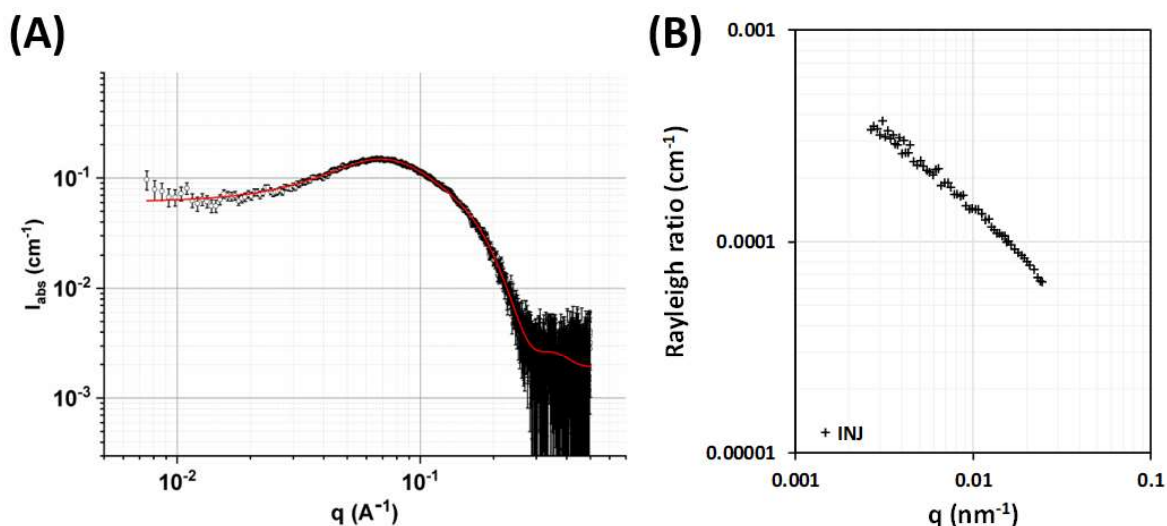 (A)
10⁻¹
10⁻²
10⁻³
I_abs (cm⁻¹)
10⁻² 10⁻¹
q (A⁻¹)
(B)
0.001
0.0001
0.00001
Rayleigh ratio (cm⁻¹)
+ INJ
0.001 0.01 0.1
q (nm⁻¹)